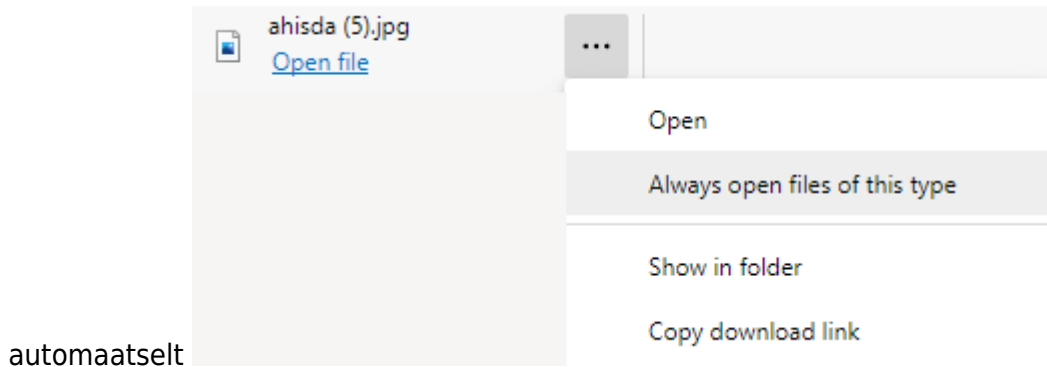 ahisda (5).jpg
Open file
...
Open
Always open files of this type
Show in folder
Copy download link
automaatselt